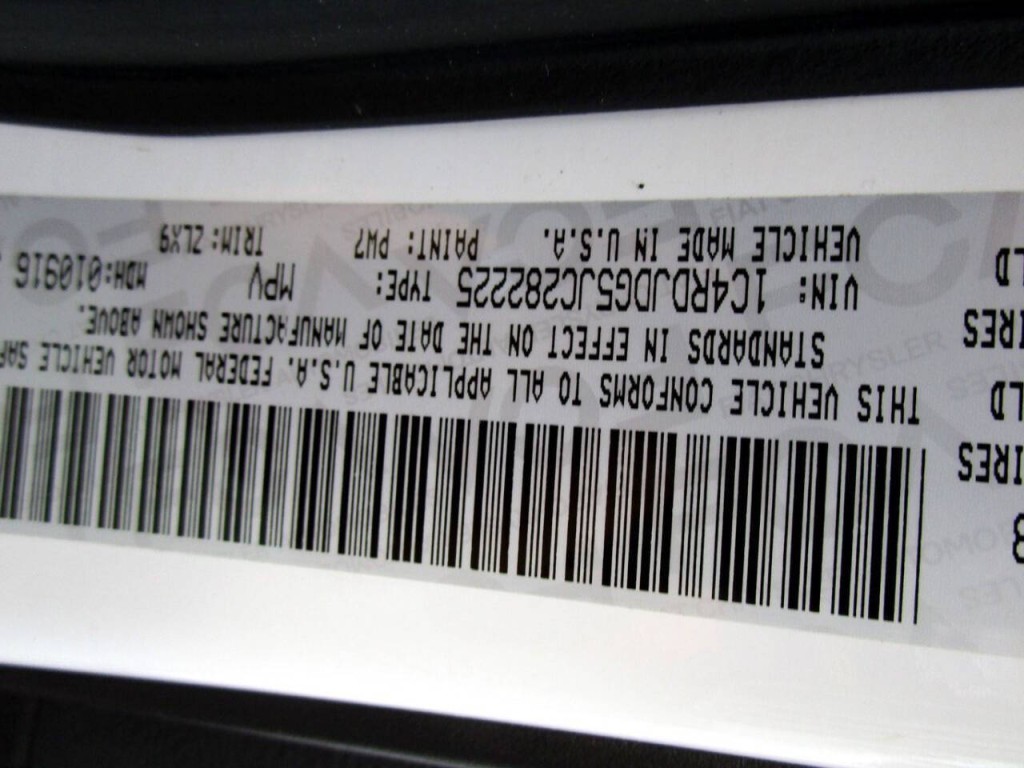 THIS VEHICLE CONFORMS TO ALL APPLICABLE U.S.A. FEDERAL MOTOR VEHICLE SAF
STANDARDS IN EFFECT ON THE DATE OF MANUFACTURE SHOWN ABOVE.
VIN: 1C4RDJDG5JC282225 TYPE: MPV MDH:010916
VEHICLE MADE IN U.S.A. PAINT: PW7 TRIM: ZLX9